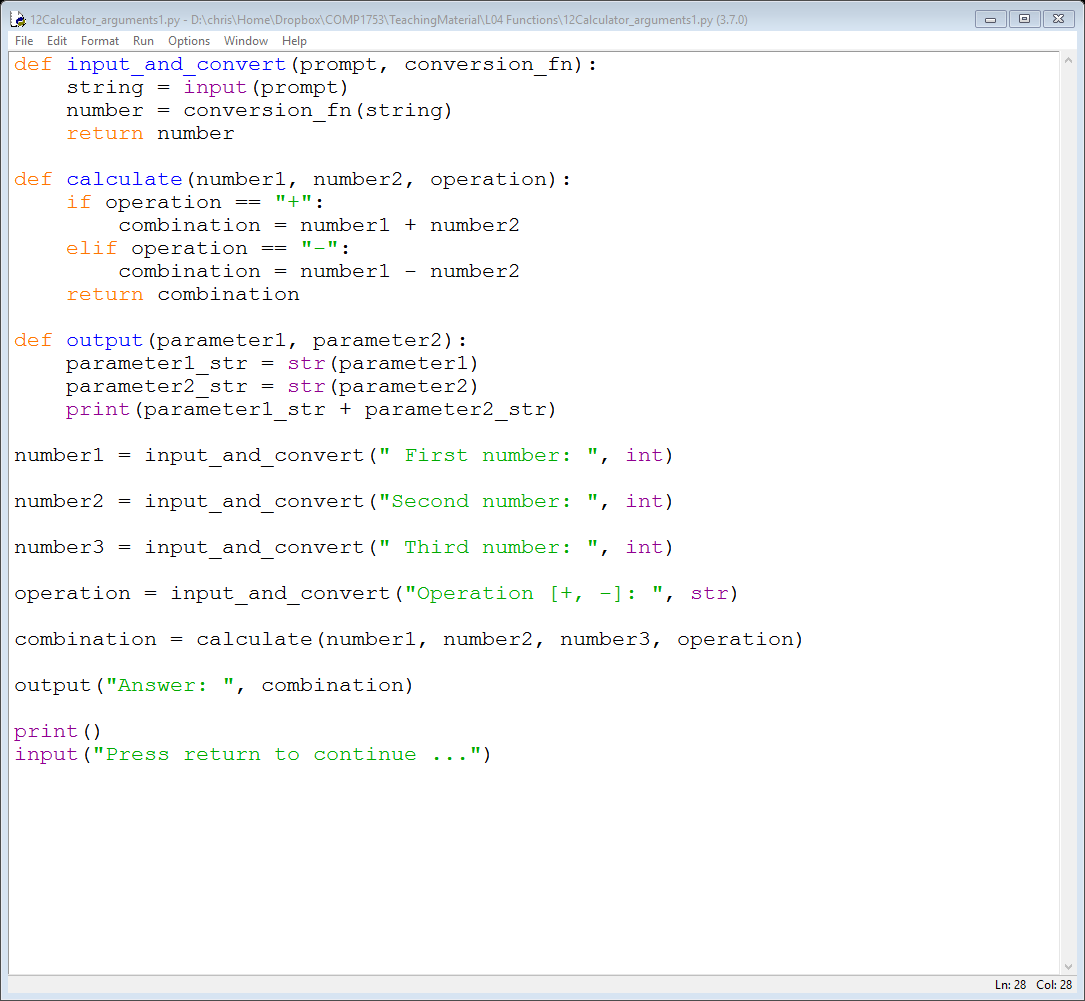 12Calculator_arguments1.py - D:\chris\Home\Dropbox\COMP1753\TeachingMaterial\L04 Functions\12Calculator_arguments1.py (3.7.0)
File Edit Format Run Options Window Help
def input_and_convert(prompt, conversion_fn):
    string = input(prompt)
    number = conversion_fn(string)
    return number

def calculate(number1, number2, operation):
    if operation == "+":
        combination = number1 + number2
    elif operation == "-":
        combination = number1 - number2
    return combination

def output(parameter1, parameter2):
    parameter1_str = str(parameter1)
    parameter2_str = str(parameter2)
    print(parameter1_str + parameter2_str)

number1 = input_and_convert(" First number: ", int)

number2 = input_and_convert("Second number: ", int)

number3 = input_and_convert(" Third number: ", int)

operation = input_and_convert("Operation [+, -]: ", str)

combination = calculate(number1, number2, number3, operation)

output("Answer: ", combination)

print()
input("Press return to continue ...")
Ln: 28 Col: 28